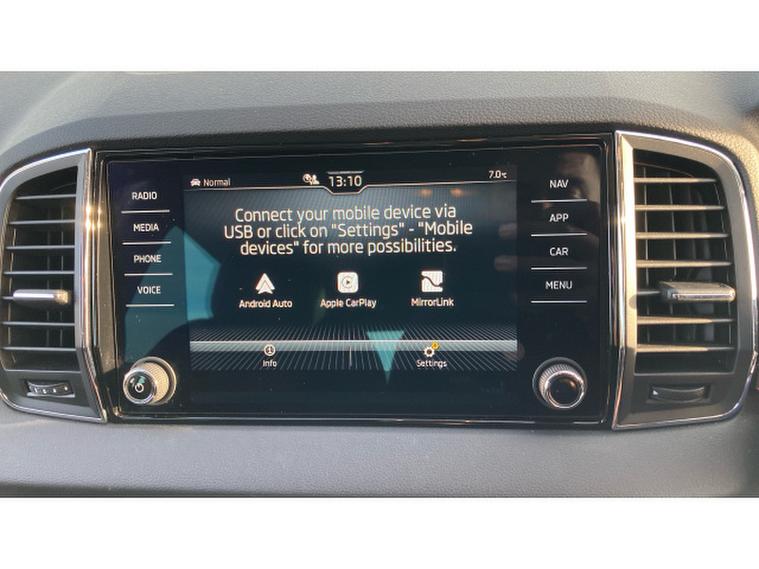 RADIO
MEDIA
PHONE
VOICE
Normal
13:10
7.0°C
Connect your mobile device via
USB or click on "Settings" - "Mobile
devices" for more possibilities.
Android Auto
Apple CarPlay
MirrorLink
Info
Settings
NAV
APP
CAR
MENU